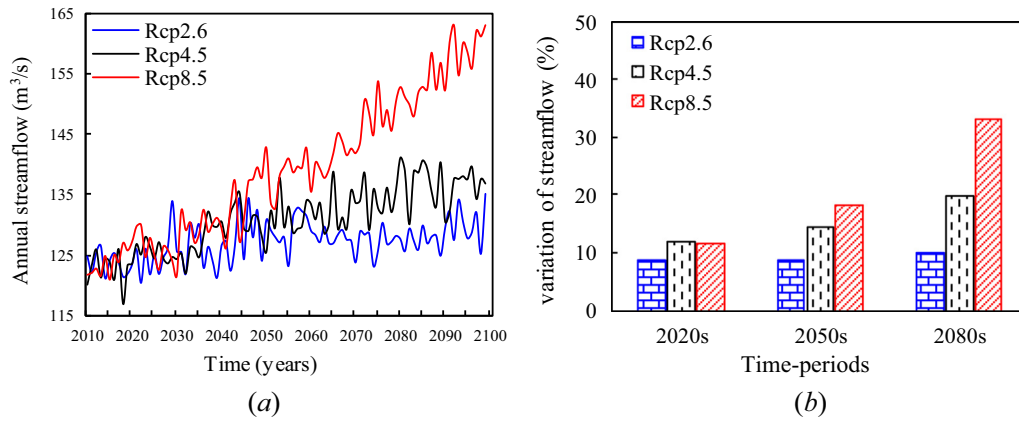 165
155
145
135
125
115
Annual streamflow (m³/s)
Rcp2.6
Rcp4.5
Rcp8.5
2010 2020 2030 2040 2050 2060 2070 2080 2090 2100
Time (years)
(a)
50
40
30
20
10
0
variation of streamflow (%)
Rcp2.6
Rcp4.5
Rcp8.5
2020s 2050s 2080s
Time-periods
(b)